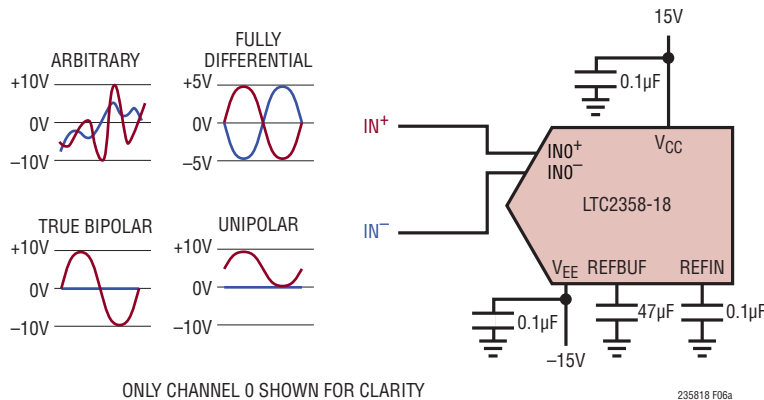 ARBITRARY
+10V
0V
–10V
FULLY
DIFFERENTIAL
+5V
0V
–5V
TRUE BIPOLAR
+10V
0V
–10V
UNIPOLAR
+10V
0V
–10V
IN+
IN–
15V
0.1µF
VCC
IN0+
IN0–
LTC2358-18
VEE
REFBUF
REFIN
0.1µF
–15V
47µF
0.1µF
ONLY CHANNEL 0 SHOWN FOR CLARITY
235818 F06a